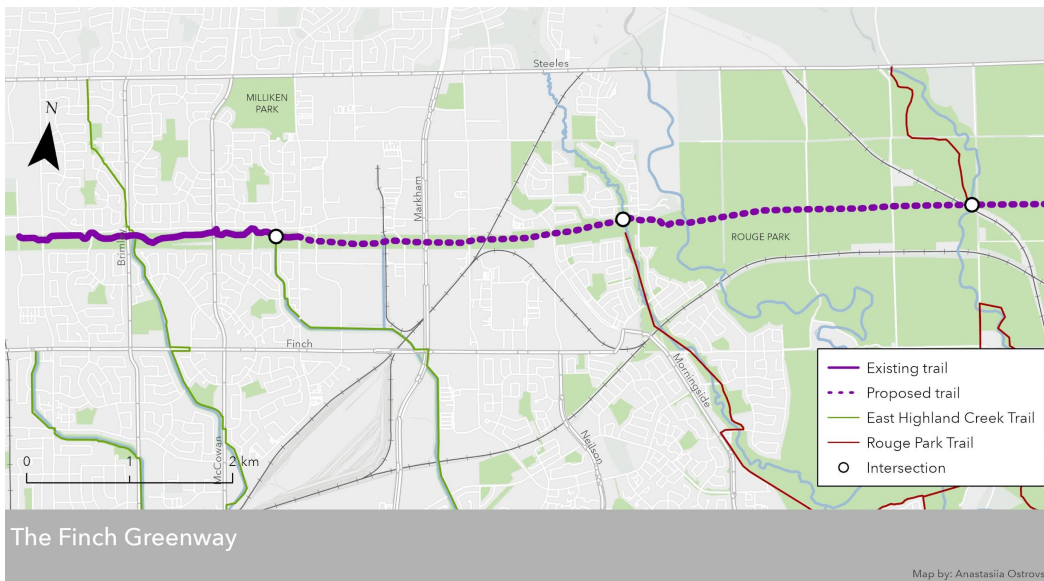 Steeles
MILLIKEN
PARK
N
Markham
Brimley
ROUGE PARK
Finch
Morningside
McCowan
Neilson
0 1 2 km
Existing trail
Proposed trail
East Highland Creek Trail
Rouge Park Trail
Intersection
The Finch Greenway
Map by: Anastasiia Ostrovs